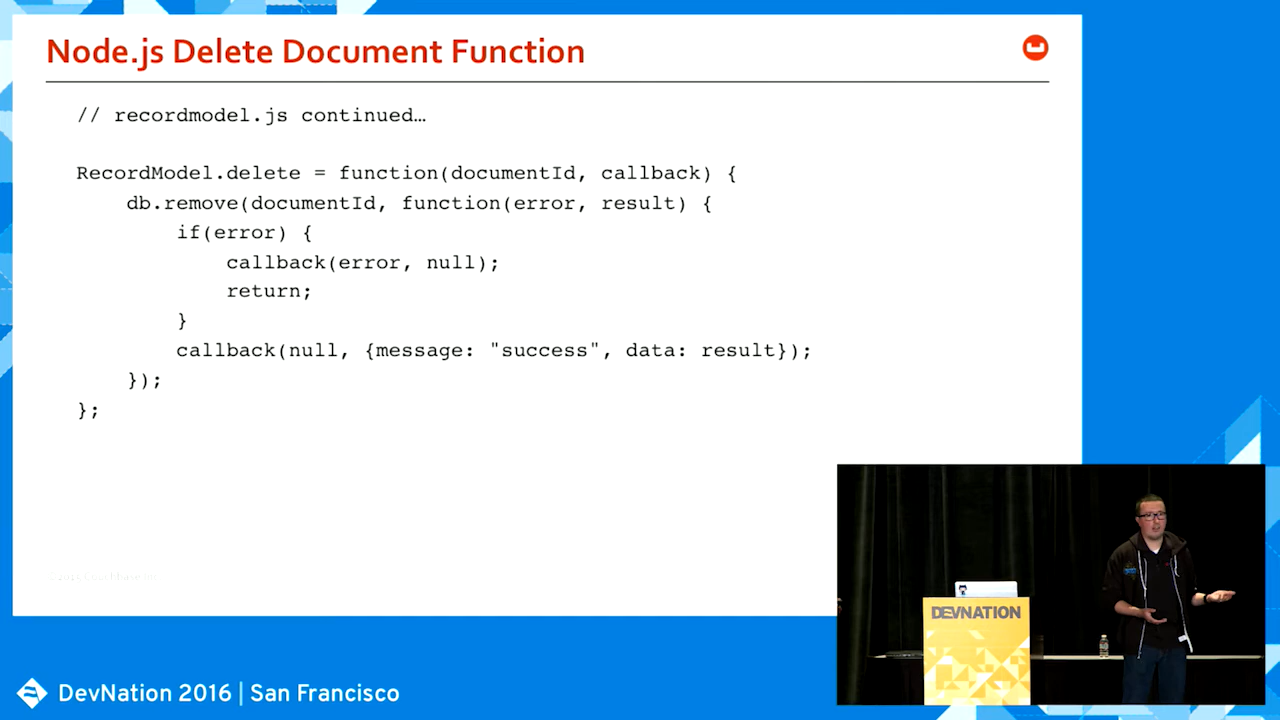 Node.js Delete Document Function
// recordmodel.js continued…
RecordModel.delete = function(documentId, callback) {
db.remove(documentId, function(error, result) {
if(error) {
callback(error, null);
return;
}
callback(null, {message: "success", data: result});
});
};
DEVNATION
DevNation 2016 | San Francisco